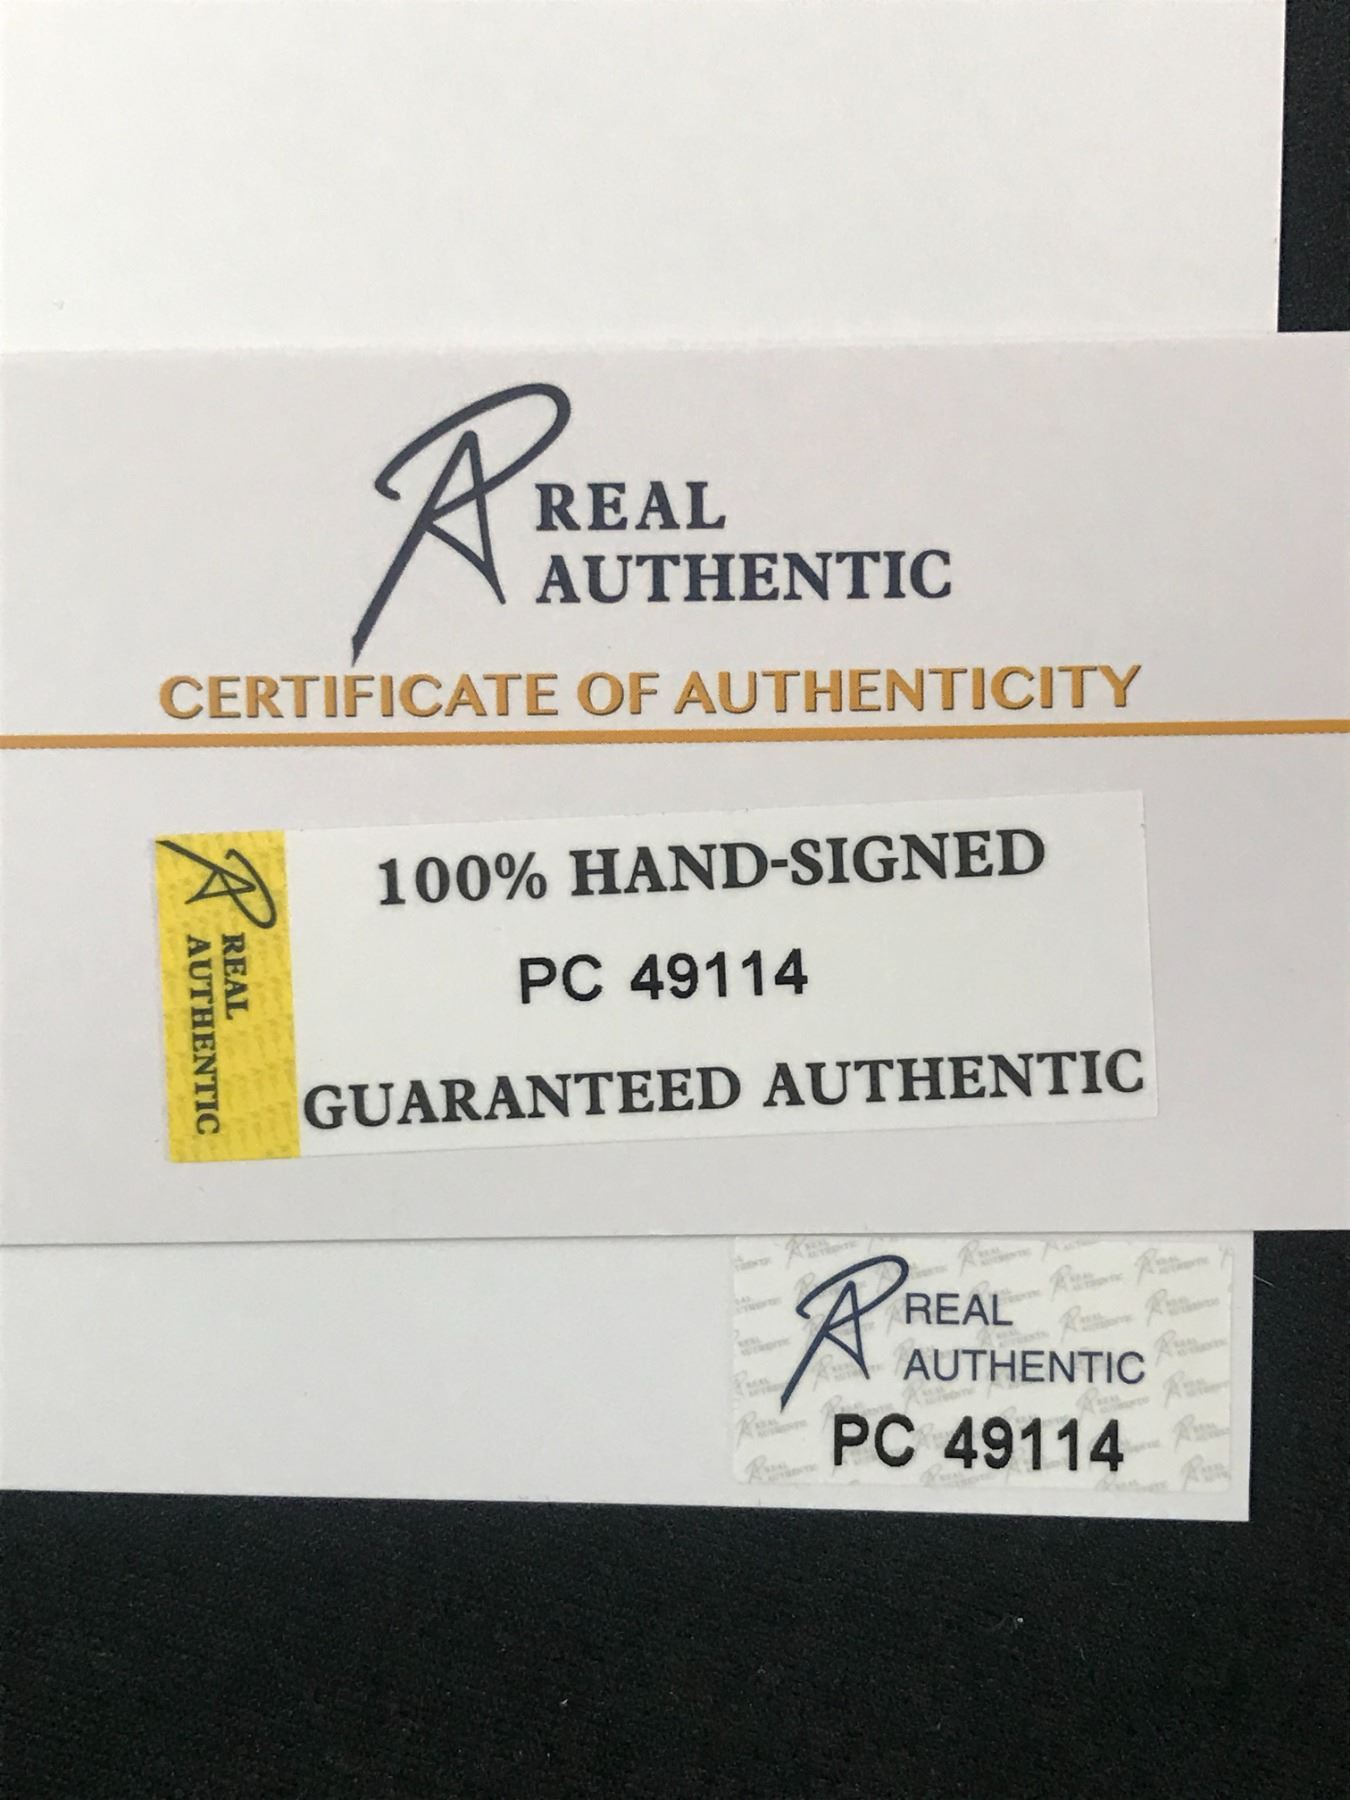 REAL
AUTHENTIC
CERTIFICATE OF AUTHENTICITY
REAL
AUTHENTIC
100% HAND-SIGNED
PC 49114
GUARANTEED AUTHENTIC
REAL
AUTHENTIC
PC 49114